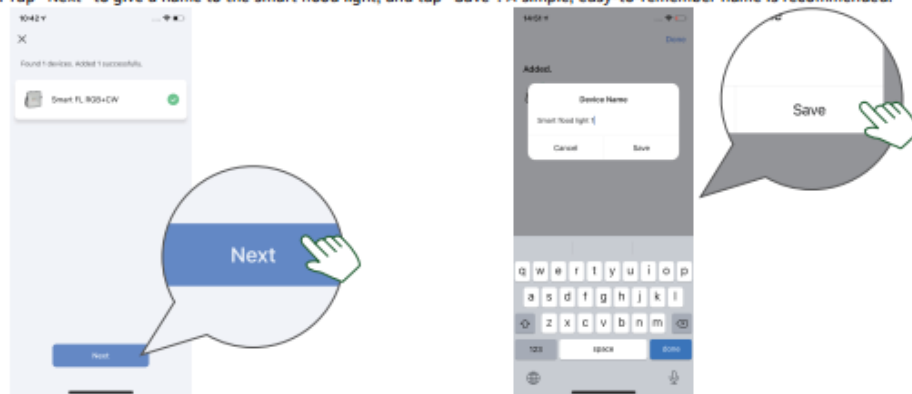 Tap "Next" to give a name to the smart flood light, and tap "Save". A simple, easy-to-remember name is recommended.
10:42
Found 1 devices. Added 1 successfully.
Smart FL RGB+CW
Next
Next
14:51
Done
Added.
Device Name
Smart flood light 1
Cancel
Save
Save
q w e r t y u i o p
a s d f g h j k l
z x c v b n m
123
space
done